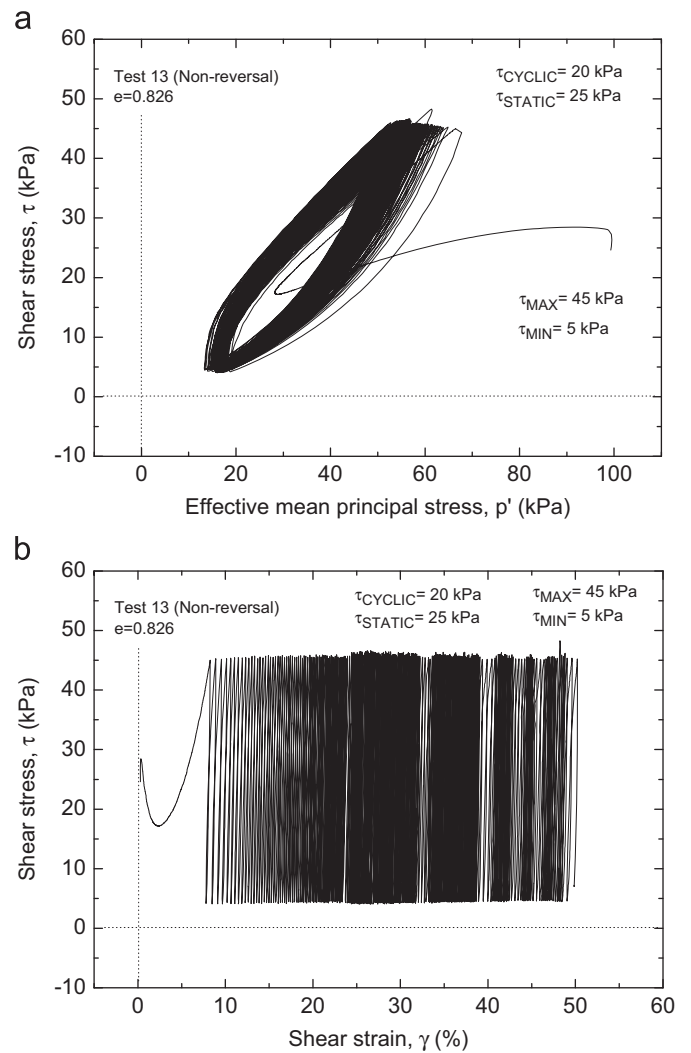 a
60
50
40
30
20
10
0
-10
Shear stress, τ (kPa)
Test 13 (Non-reversal)
e=0.826
τCYCLIC= 20 kPa
τSTATIC= 25 kPa
τMAX= 45 kPa
τMIN= 5 kPa
0 20 40 60 80 100
Effective mean principal stress, p' (kPa)
b
60
50
40
30
20
10
0
-10
Shear stress, τ (kPa)
Test 13 (Non-reversal)
e=0.826
τCYCLIC= 20 kPa
τSTATIC= 25 kPa
τMAX= 45 kPa
τMIN= 5 kPa
0 10 20 30 40 50 60
Shear strain, γ (%)